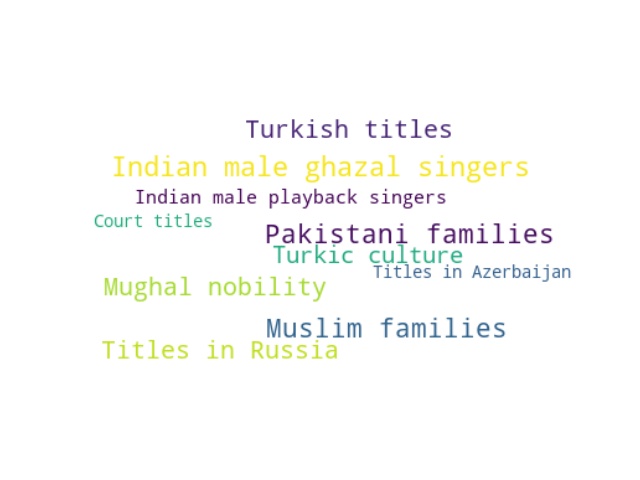 Turkish titles
Indian male ghazal singers
Indian male playback singers
Court titles
Pakistani families
Turkic culture
Titles in Azerbaijan
Mughal nobility
Muslim families
Titles in Russia